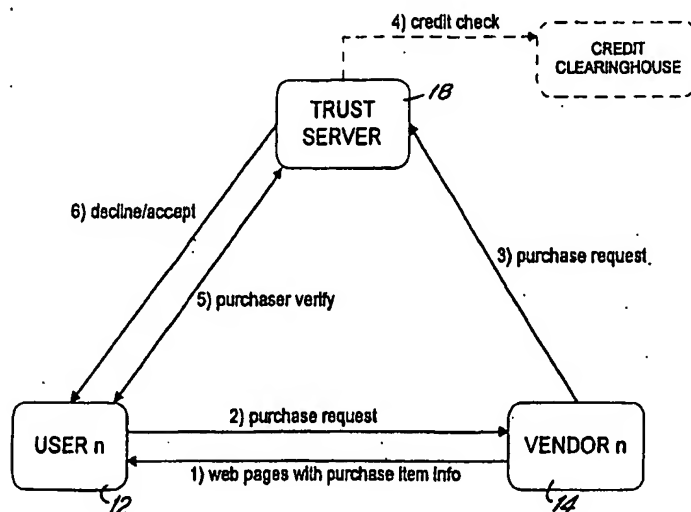 4) credit check
CREDIT
CLEARINGHOUSE
18
TRUST
SERVER
6) decline/accept
3) purchase request
5) purchaser verify
2) purchase request
USER n
VENDOR n
1) web pages with purchase item info
12
14